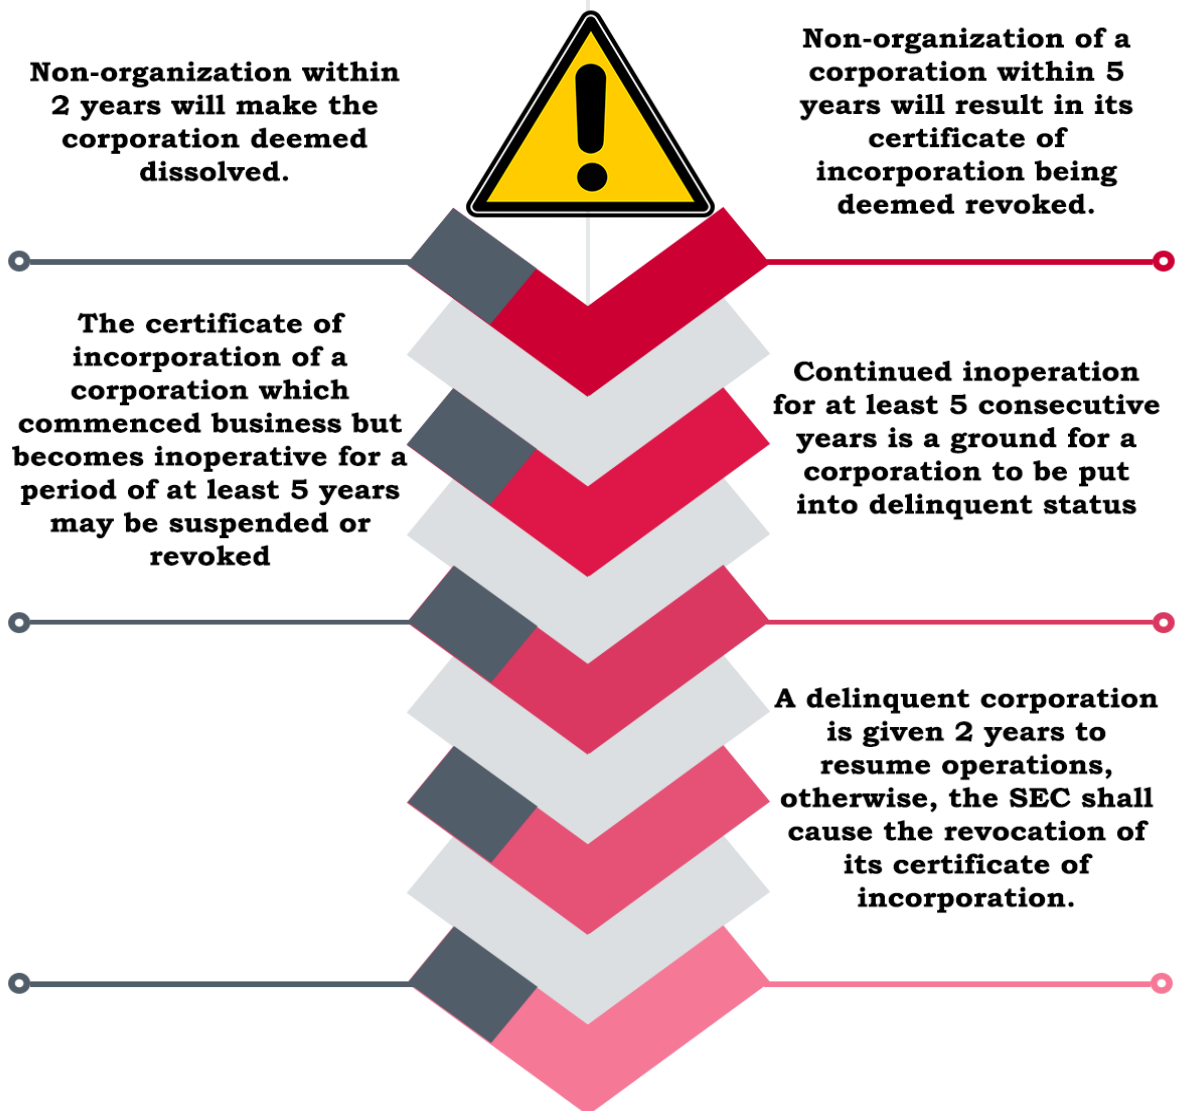 Non-organization within
2 years will make the
corporation deemed
dissolved.
Non-organization of a
corporation within 5
years will result in its
certificate of
incorporation being
deemed revoked.
The certificate of
incorporation of a
corporation which
commenced business but
becomes inoperative for a
period of at least 5 years
may be suspended or
revoked
Continued inoperation
for at least 5 consecutive
years is a ground for a
corporation to be put
into delinquent status
A delinquent corporation
is given 2 years to
resume operations,
otherwise, the SEC shall
cause the revocation of
its certificate of
incorporation.